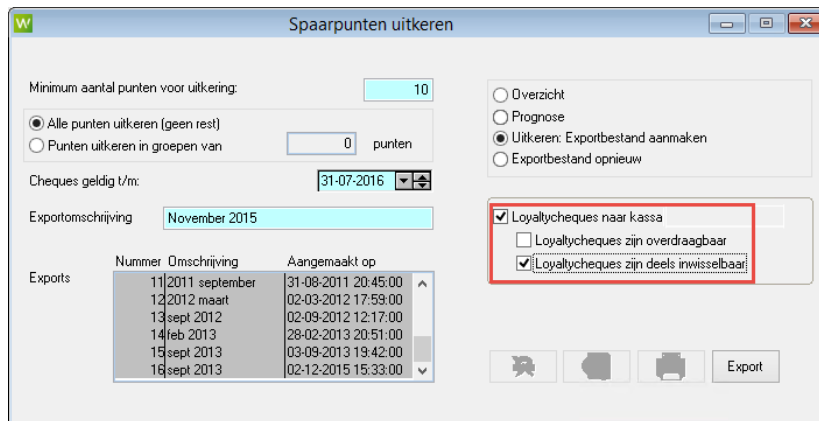 W Spaarpunten uitkeren
Minimum aantal punten voor uitkering: 10
Alle punten uitkeren (geen rest)
Punten uitkeren in groepen van 0 punten
Cheques geldig t/m: 31-07-2016
Exportomschrijving November 2015
Exports
Nummer Omschrijving Aangemaakt op
11 2011 september 31-08-2011 20:45:00
12 2012 maart 02-03-2012 17:59:00
13 sept 2012 02-09-2012 12:17:00
14 feb 2013 28-02-2013 20:51:00
15 sept 2013 03-09-2013 19:42:00
16 sept 2013 02-12-2015 15:33:00
Overzicht
Prognose
Uitkeren: Exportbestand aanmaken
Exportbestand opnieuw
Loyaltycheques naar kassa
Loyaltycheques zijn overdraagbaar
Loyaltycheques zijn deels inwisselbaar
Export